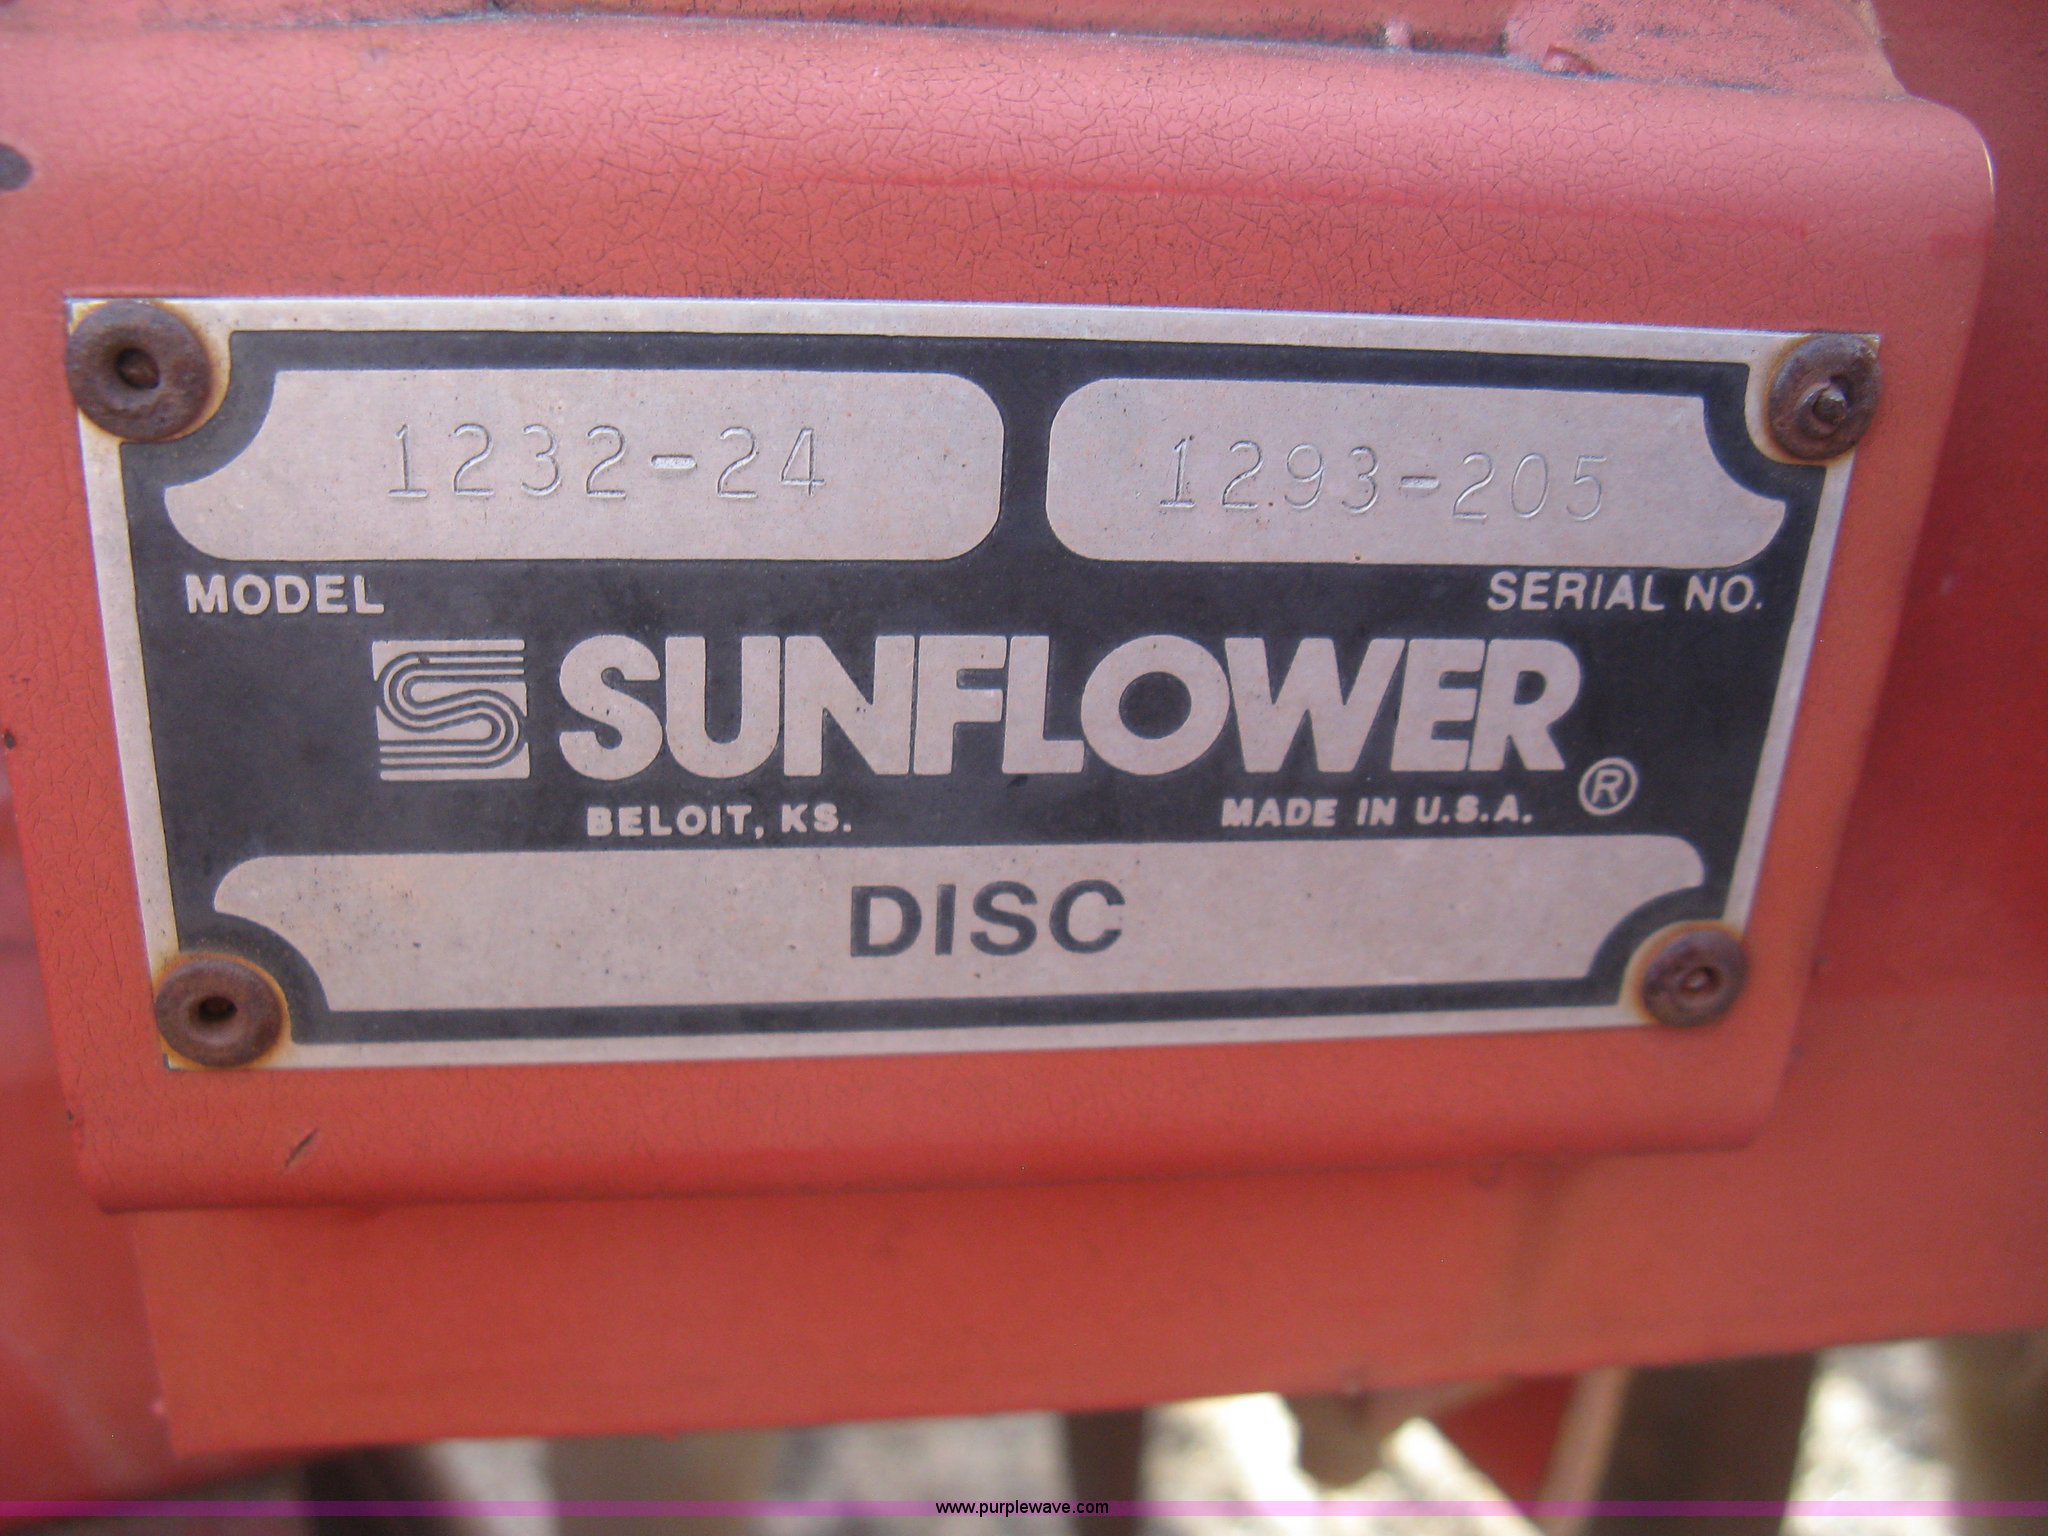 1232-24 1293-205
MODEL SERIAL NO.
SUNFLOWER ®
BELOIT, KS. MADE IN U.S.A.
DISC
www.purplewave.com